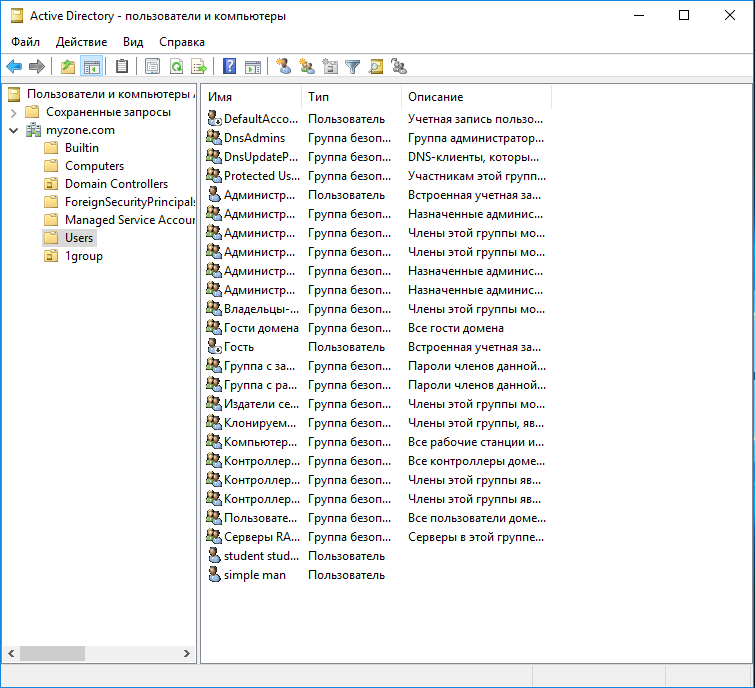 Active Directory - пользователи и компьютеры
Файл Действие Вид Справка
Пользователи и компьютеры
Сохраненные запросы
myzone.com
Builtin
Computers
Domain Controllers
ForeignSecurityPrincipals
Managed Service Accour
Users
1group
Имя Тип Описание
DefaultAcco... Пользователь Учетная запись пользо...
DnsAdmins Группа безоп... Группа администратор...
DnsUpdateP... Группа безоп... DNS-клиенты, которы...
Protected Us... Группа безоп... Участникам этой групп...
Администр... Пользователь Встроенная учетная за...
Администр... Группа безоп... Назначенные админис...
Администр... Группа безоп... Члены этой группы мо...
Администр... Группа безоп... Члены этой группы мо...
Администр... Группа безоп... Назначенные админис...
Администр... Группа безоп... Назначенные админис...
Владельцы-... Группа безоп... Члены этой группы мо...
Гости домена Группа безоп... Все гости домена
Гость Пользователь Встроенная учетная за...
Группа с за... Группа безоп... Пароли членов данной...
Группа с ра... Группа безоп... Пароли членов данной...
Издатели се... Группа безоп... Члены этой группы мо...
Клонируем... Группа безоп... Члены этой группы, яв...
Компьютер... Группа безоп... Все рабочие станции и...
Контроллер... Группа безоп... Все контроллеры доме...
Контроллер... Группа безоп... Члены этой группы яв...
Контроллер... Группа безоп... Члены этой группы яв...
Пользовате... Группа безоп... Все пользователи доме...
Серверы RA... Группа безоп... Серверы в этой группе...
student stud... Пользователь
simple man Пользователь